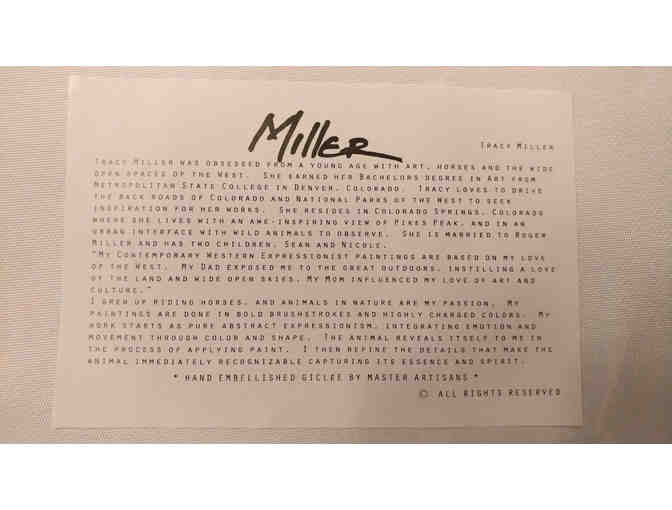 Miller
Tracy Miller
Tracy Miller was obsessed from a young age with art, horses and the wide
open spaces of the West. She earned her Bachelors degree in Art from
Metropolitan State College in Denver, Colorado. Tracy loves to drive
the back roads of Colorado and National Parks of the West to seek
inspiration for her works. She resides in Colorado Springs, Colorado
where she lives with an awe-inspiring view of Pikes Peak, and in an
urban interface with wild animals to observe. She is married to Roger
Miller and has two children, Sean and Nicole.
"My Contemporary Western Expressionist paintings are based on my love
of the West. My Dad exposed me to the great outdoors, instilling a love
of the land and wide open skies, My Mom influenced my love of art and
culture."
I grew up riding horses, and animals in nature are my passion. My
paintings are done in bold brushstrokes and highly charged colors. My
work starts as pure abstract expressionism, integrating emotion and
movement through color and shape. The animal reveals itself to me in
the process of applying paint. I then refine the details that make the
animal immediately recognizable capturing its essence and spirit.
* Hand embellished giclee by master artisans *
© All rights reserved